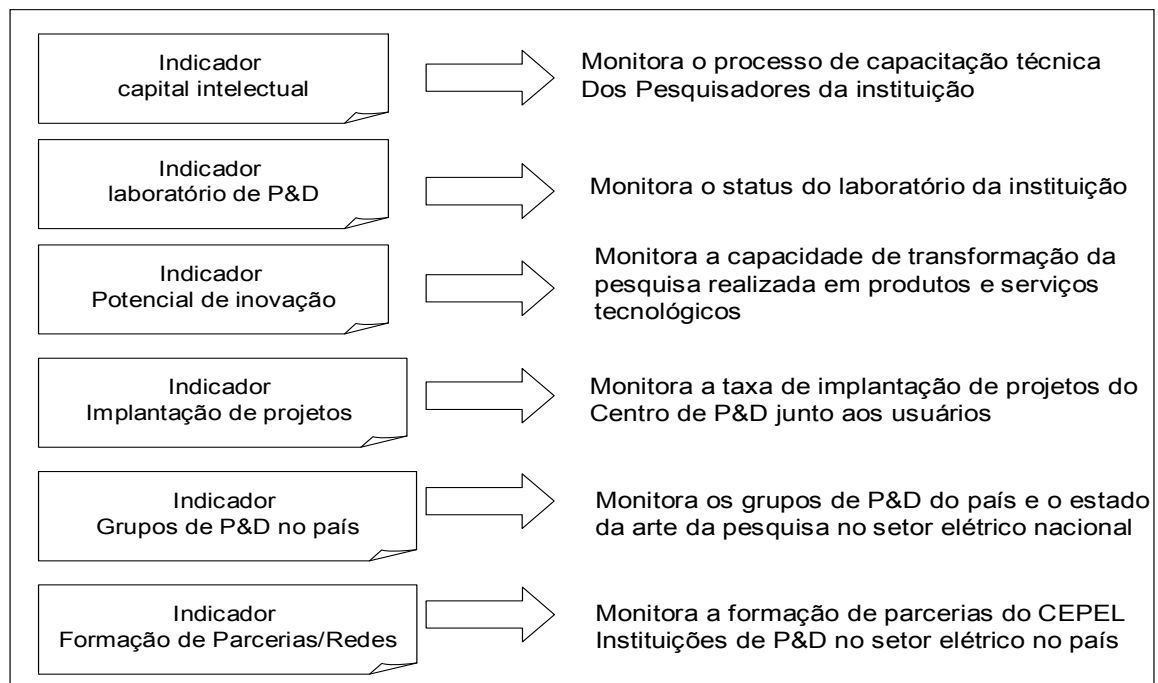 Indicador
capital intelectual
Monitora o processo de capacitação técnica
Dos Pesquisadores da instituição
Indicador
laboratório de P&D
Monitora o status do laboratório da instituição
Indicador
Potencial de inovação
Monitora a capacidade de transformação da
pesquisa realizada em produtos e serviços
tecnológicos
Indicador
Implantação de projetos
Monitora a taxa de implantação de projetos do
Centro de P&D junto aos usuários
Indicador
Grupos de P&D no país
Monitora os grupos de P&D do país e o estado
da arte da pesquisa no setor elétrico nacional
Indicador
Formação de Parcerias/Redes
Monitora a formação de parcerias do CEPEL
Instituições de P&D no setor elétrico no país